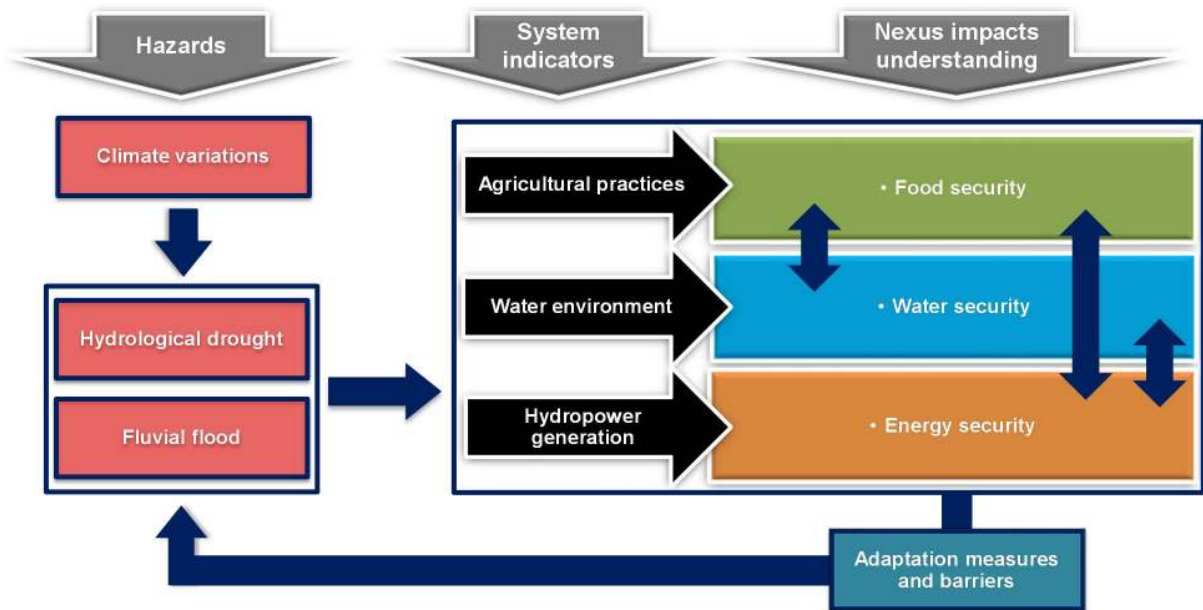 Hazards
System
indicators
Nexus impacts
understanding
Climate variations
Agricultural practices
• Food security
Hydrological drought
Water environment
• Water security
Fluvial flood
Hydropower
generation
• Energy security
Adaptation measures
and barriers